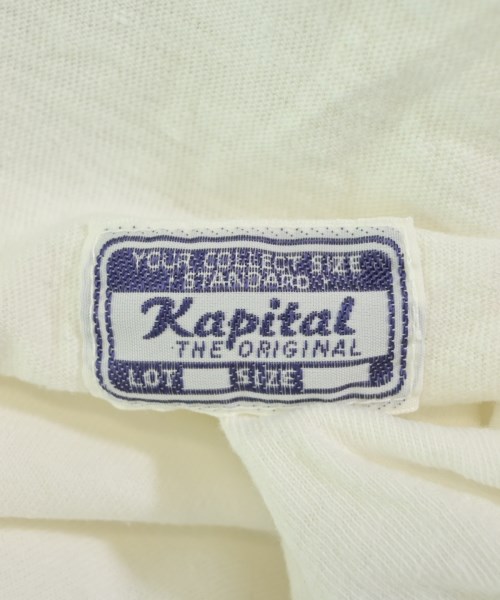 YOUR COLLECT SIZE
STANDARD
Kapital
THE ORIGINAL
LOT SIZE